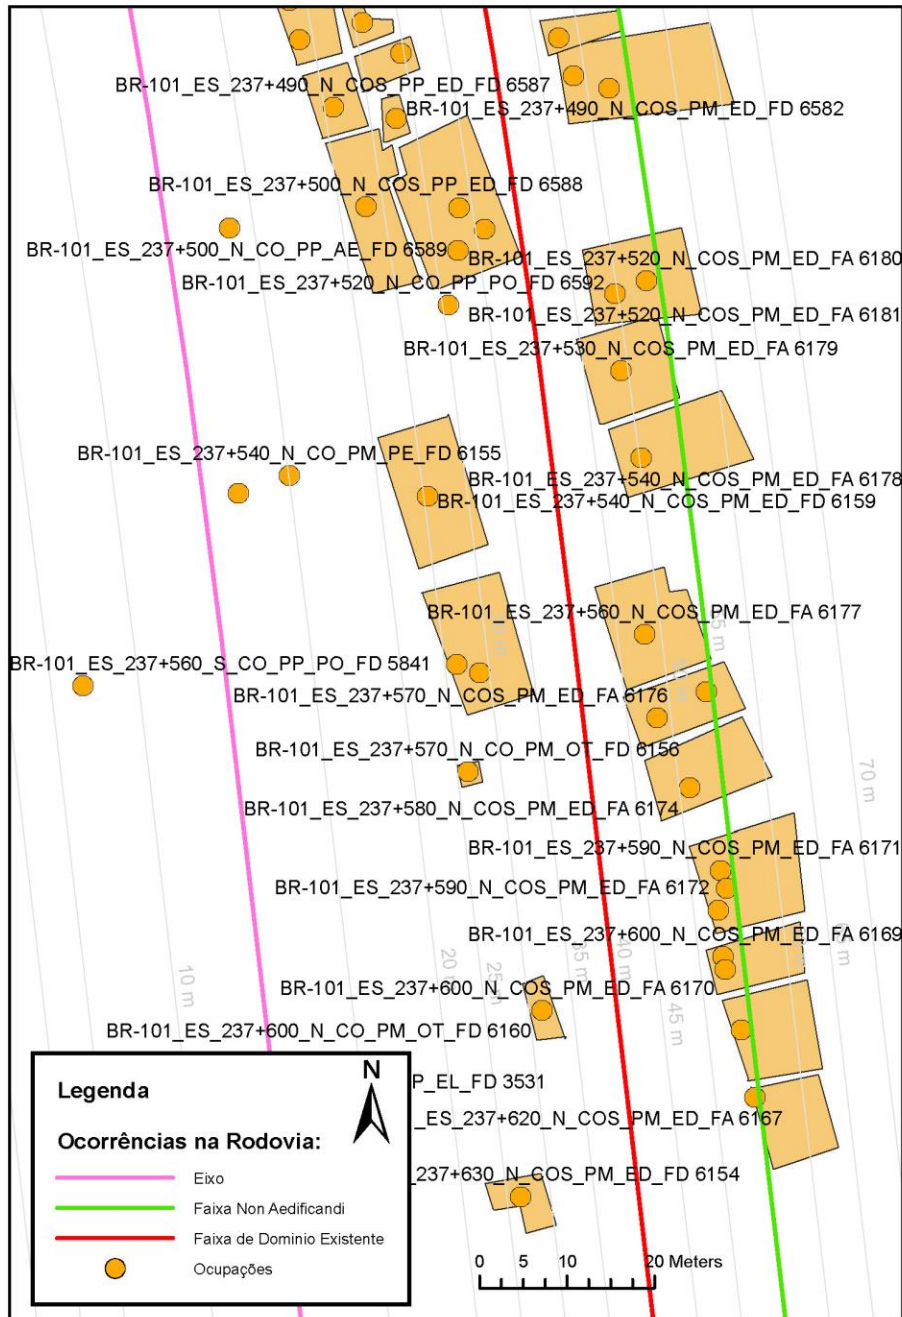 BR-101_ES_237+490_N_COS_PP_ED_FD 6587
BR-101_ES_237+490_N_COS_PM_ED_FD 6582
BR-101_ES_237+500_N_COS_PP_ED_FD 6588
BR-101_ES_237+500_N_CO_PP_AE_FD 6589
BR-101_ES_237+520_N_COS_PM_ED_FA 6180
BR-101_ES_237+520_N_CO_PP_PO_FD 6592
BR-101_ES_237+520_N_COS_PM_ED_FA 6181
BR-101_ES_237+530_N_COS_PM_ED_FA 6179
BR-101_ES_237+540_N_CO_PM_PE_FD 6155
BR-101_ES_237+540_N_COS_PM_ED_FA 6178
BR-101_ES_237+540_N_COS_PM_ED_FD 6159
BR-101_ES_237+560_N_COS_PM_ED_FA 6177
BR-101_ES_237+560_S_CO_PP_PO_FD 5841
BR-101_ES_237+570_N_COS_PM_ED_FA 6176
BR-101_ES_237+570_N_CO_PM_OT_FD 6156
70 m
BR-101_ES_237+580_N_COS_PM_ED_FA 6174
BR-101_ES_237+590_N_COS_PM_ED_FA 6171
BR-101_ES_237+590_N_COS_PM_ED_FA 6172
BR-101_ES_237+600_N_COS_PM_ED_FA 6169
10 m
20 m
25 m
35 m
40 m
45 m
BR-101_ES_237+600_N_COS_PM_ED_FA 6170
BR-101_ES_237+600_N_CO_PM_OT_FD 6160
P_EL_FD 3531
_ES_237+620_N_COS_PM_ED_FA 6167
_237+630_N_COS_PM_ED_FD 6154
Legenda
N
Ocorrências na Rodovia:
Eixo
Faixa Non Aedificandi
Faixa de Dominio Existente
Ocupações
0 5 10 20 Meters